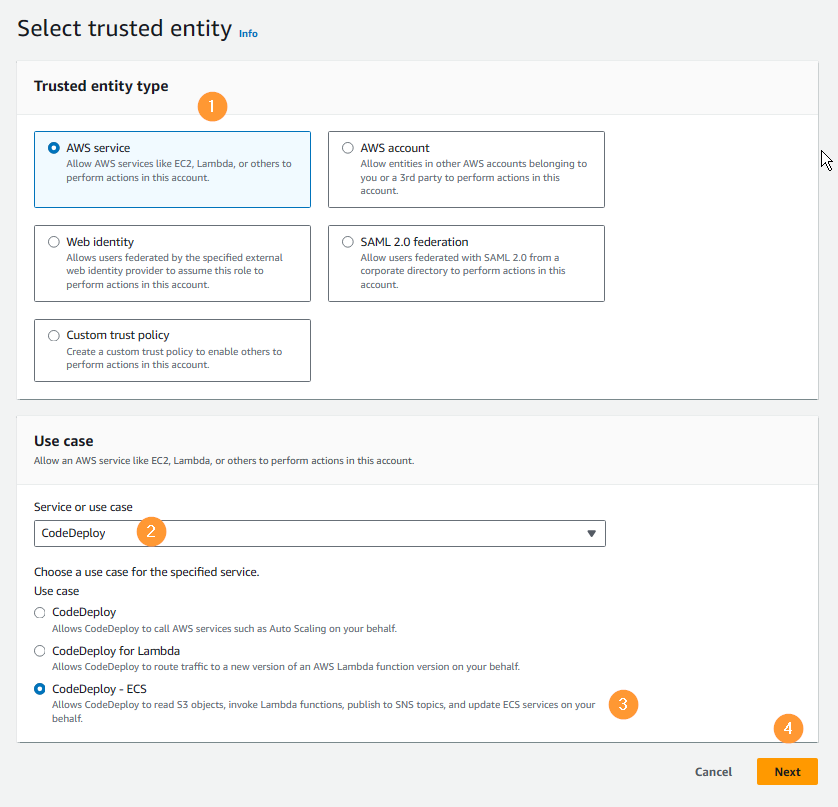 Select trusted entity Info
Trusted entity type
1
AWS service
Allow AWS services like EC2, Lambda, or others to
perform actions in this account.
AWS account
Allow entities in other AWS accounts belonging to
you or a 3rd party to perform actions in this
account.
Web identity
Allows users federated by the specified external
web identity provider to assume this role to
perform actions in this account.
SAML 2.0 federation
Allow users federated with SAML 2.0 from a
corporate directory to perform actions in this
account.
Custom trust policy
Create a custom trust policy to enable others to
perform actions in this account.
Use case
Allow an AWS service like EC2, Lambda, or others to perform actions in this account.
Service or use case
CodeDeploy 2
Choose a use case for the specified service.
Use case
CodeDeploy
Allows CodeDeploy to call AWS services such as Auto Scaling on your behalf.
CodeDeploy for Lambda
Allows CodeDeploy to route traffic to a new version of an AWS Lambda function version on your behalf.
CodeDeploy - ECS
Allows CodeDeploy to read S3 objects, invoke Lambda functions, publish to SNS topics, and update ECS services on your
behalf.
3
4
Cancel Next